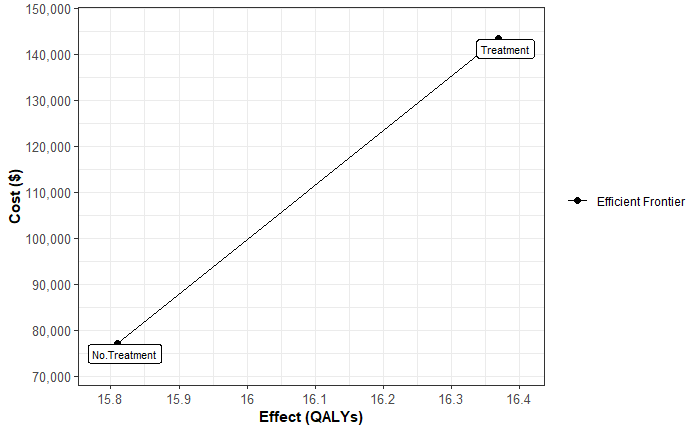 150,000
140,000
130,000
120,000
110,000
100,000
90,000
80,000
70,000
Cost ($)
Treatment
No.Treatment
Efficient Frontier
15.8 15.9 16 16.1 16.2 16.3 16.4
Effect (QALYs)